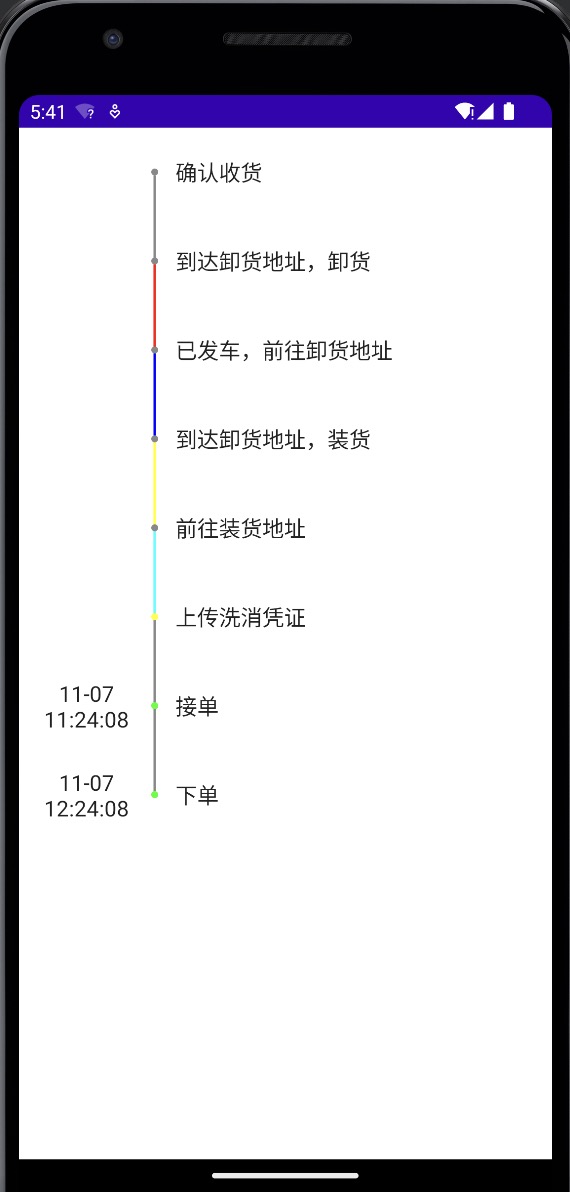 5:41
确认收货
到达卸货地址，卸货
已发车，前往卸货地址
到达卸货地址，装货
前往装货地址
上传洗消凭证
11-07
11:24:08
接单
11-07
12:24:08
下单